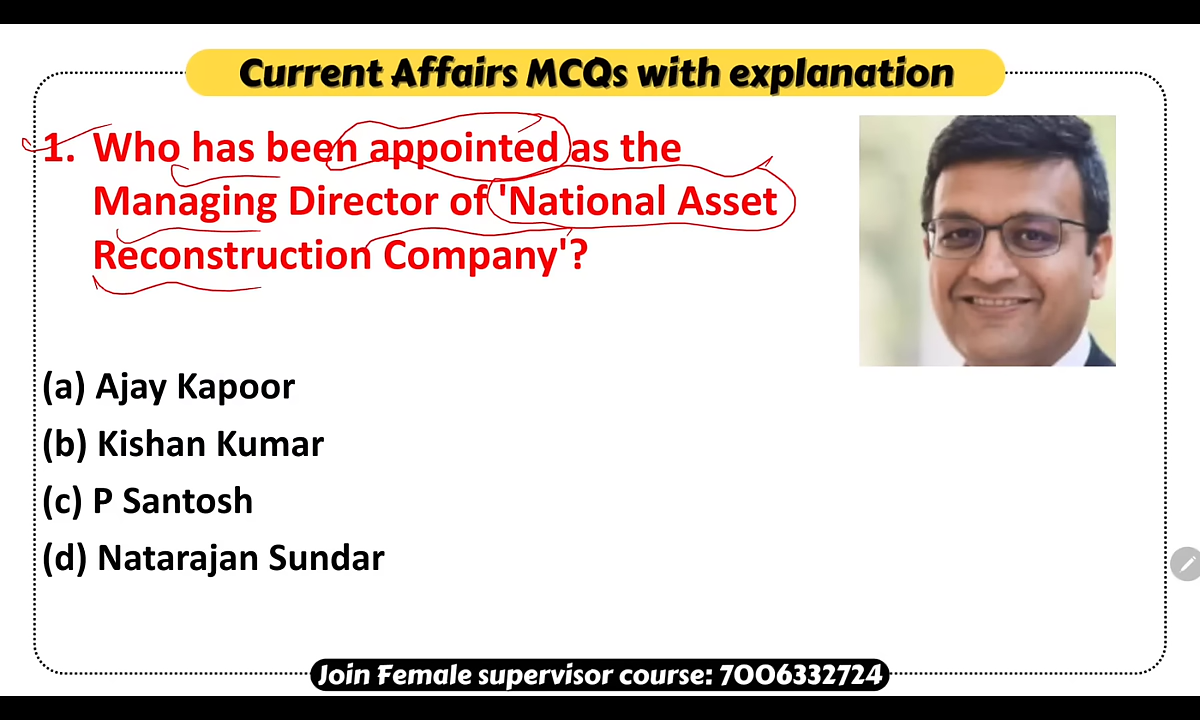 Current Affairs MCQs with explanation
1. Who has been appointed as the
Managing Director of 'National Asset
Reconstruction Company'?
(a) Ajay Kapoor
(b) Kishan Kumar
(c) P Santosh
(d) Natarajan Sundar
Join Female supervisor course: 7006332724